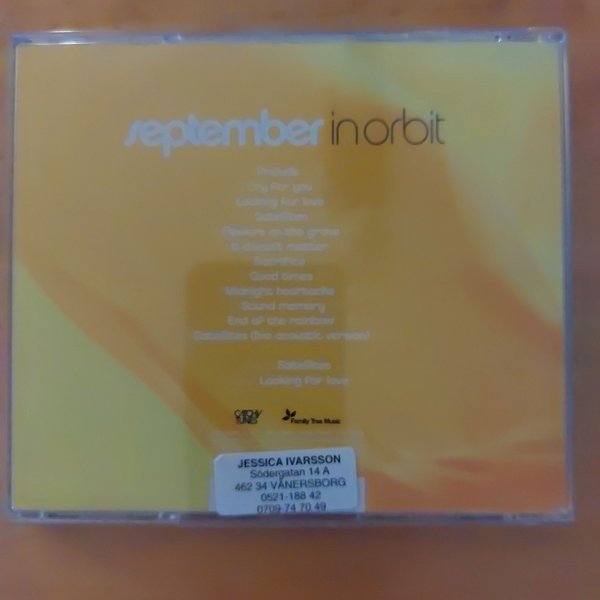 september in orbit
Prelude
Cry for you
Looking for love
Satellites
Flowers on the grave
It doesn't matter
Sacrifice
Good times
Midnight heartache
Sound memory
End of the rainbow
Satellites (live acoustic version)
Satellites
Looking for love
CATCHY
TUNES
Family Tree Music
JESSICA IVARSSON
Södergatan 14 A
462 34 VÄNERSBORG
0521-188 42
0709-74 70 49